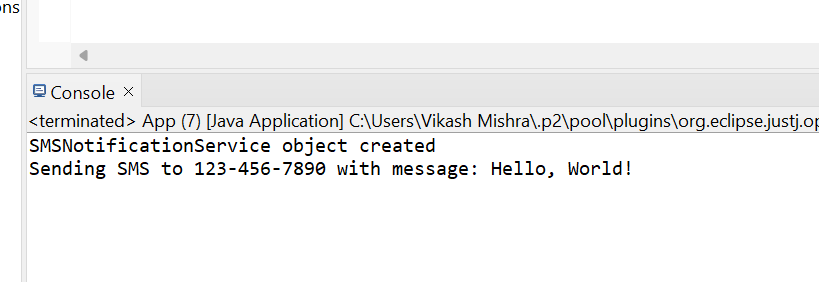 ons
Console
<terminated> App (7) [Java Application] C:\Users\Vikash Mishra\.p2\pool\plugins\org.eclipse.justj.op
SMSNotificationService object created
Sending SMS to 123-456-7890 with message: Hello, World!